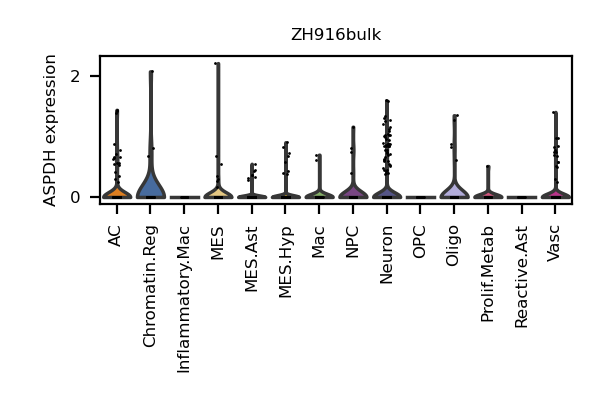 ZH916bulk
ASPDH expression
2
0
AC
Chromatin.Reg
Inflammatory.Mac
MES
MES.Ast
MES.Hyp
Mac
NPC
Neuron
OPC
Oligo
Prolif.Metab
Reactive.Ast
Vasc